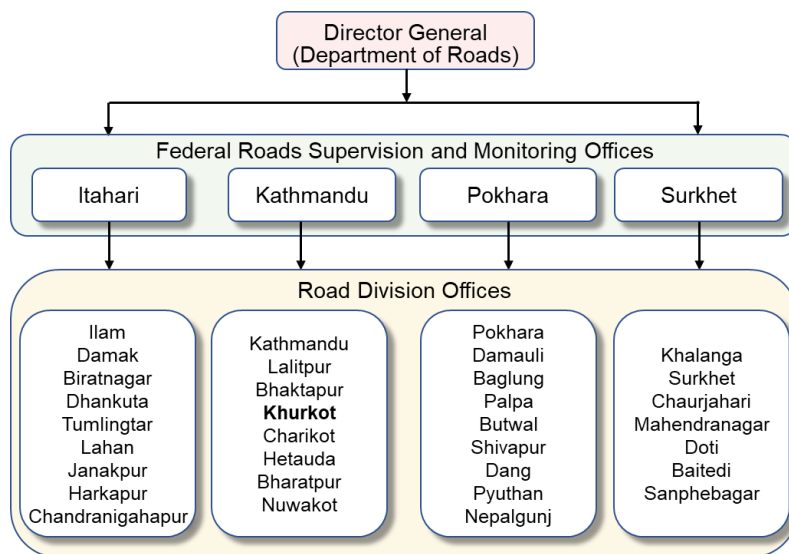 Director General
(Department of Roads)
Federal Roads Supervision and Monitoring Offices
Itahari
Kathmandu
Pokhara
Surkhet
Road Division Offices
Ilam
Damak
Biratnagar
Dhankuta
Tumlingtar
Lahan
Janakpur
Harkapur
Chandranigahapur
Kathmandu
Lalitpur
Bhaktapur
Khurkot
Charikot
Hetauda
Bharatpur
Nuwakot
Pokhara
Damauli
Baglung
Palpa
Butwal
Shivapur
Dang
Pyuthan
Nepalgunj
Khalanga
Surkhet
Chaurjahari
Mahendranagar
Doti
Baitedi
Sanphebagar